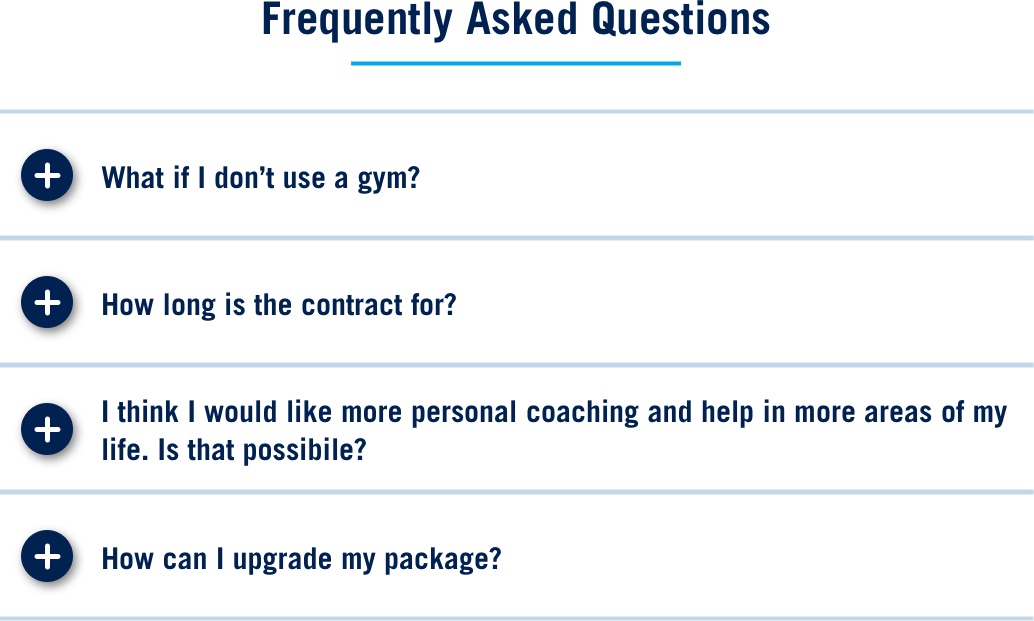 Frequently Asked Questions
What if I don’t use a gym?
How long is the contract for?
I think I would like more personal coaching and help in more areas of my
life. Is that possibile?
How can I upgrade my package?